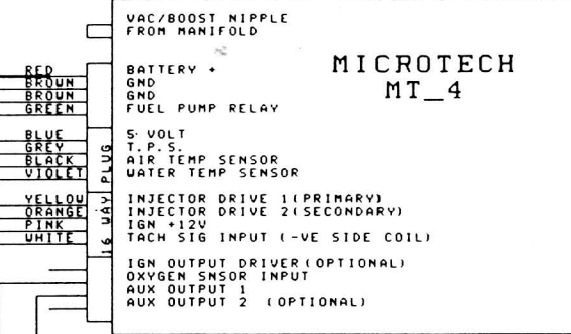 VAC/BOOST NIPPLE
FROM MANIFOLD
MICROTECH
MT_4
RED BATTERY +
BROWN GND
BROWN GND
GREEN FUEL PUMP RELAY
BLUE 5 VOLT
GREY T.P.S.
BLACK AIR TEMP SENSOR
VIOLET WATER TEMP SENSOR
YELLOW INJECTOR DRIVE 1(PRIMARY)
ORANGE INJECTOR DRIVE 2(SECONDARY)
PINK IGN +12V
WHITE TACH SIG INPUT (-VE SIDE COIL)
16 WAY PLUG
IGN OUTPUT DRIVER(OPTIONAL)
OXYGEN SNSOR INPUT
AUX OUTPUT 1
AUX OUTPUT 2 (OPTIONAL)